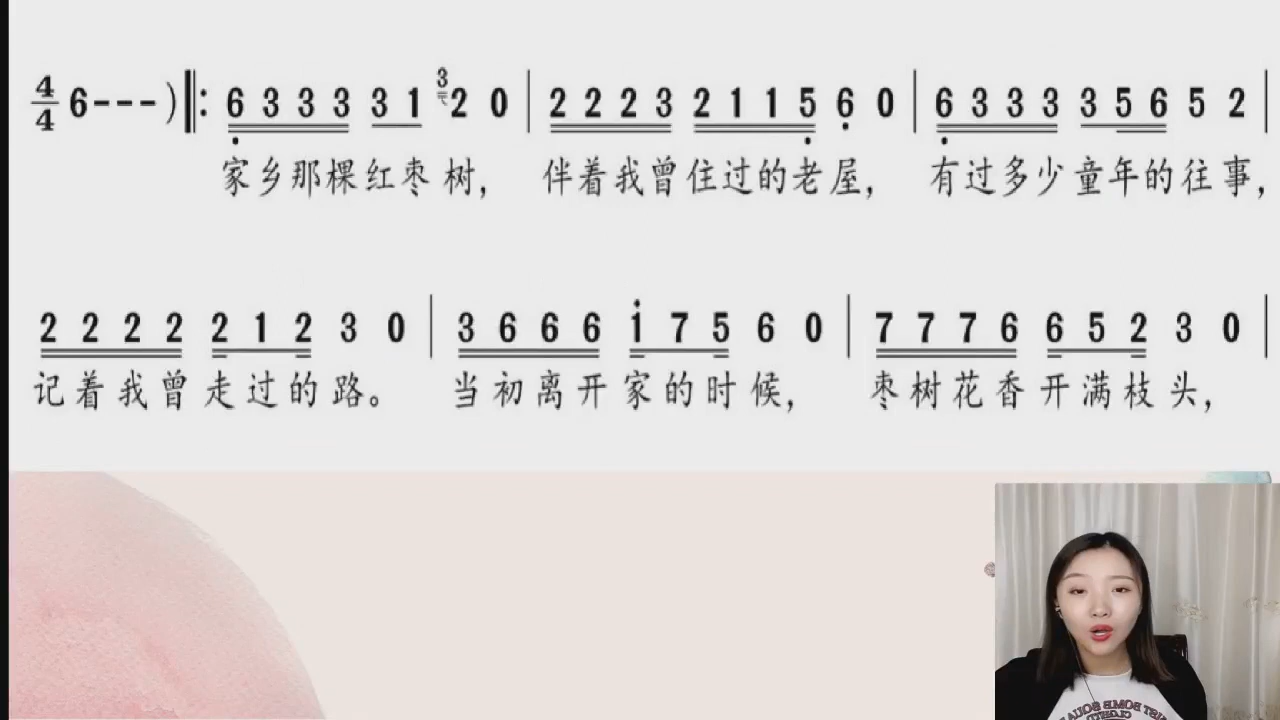 4/4 6---)‖: 6 3 3 3 3 1 3 2 0 | 2 2 2 3 2 1 1 5 6 0 | 6 3 3 3 3 5 6 5 2 |
家乡那棵红枣树， 伴着我曾住过的老屋， 有过多少童年的往事，
2 2 2 2 2 1 2 3 0 | 3 6 6 6 1 7 5 6 0 | 7 7 7 6 6 5 2 3 0 |
记着我曾走过的路。 当初离开家的时候， 枣树花香开满枝头，